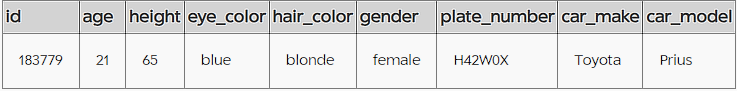 id age height eye_color hair_color gender plate_number car_make car_model
183779 21 65 blue blonde female H42W0X Toyota Prius